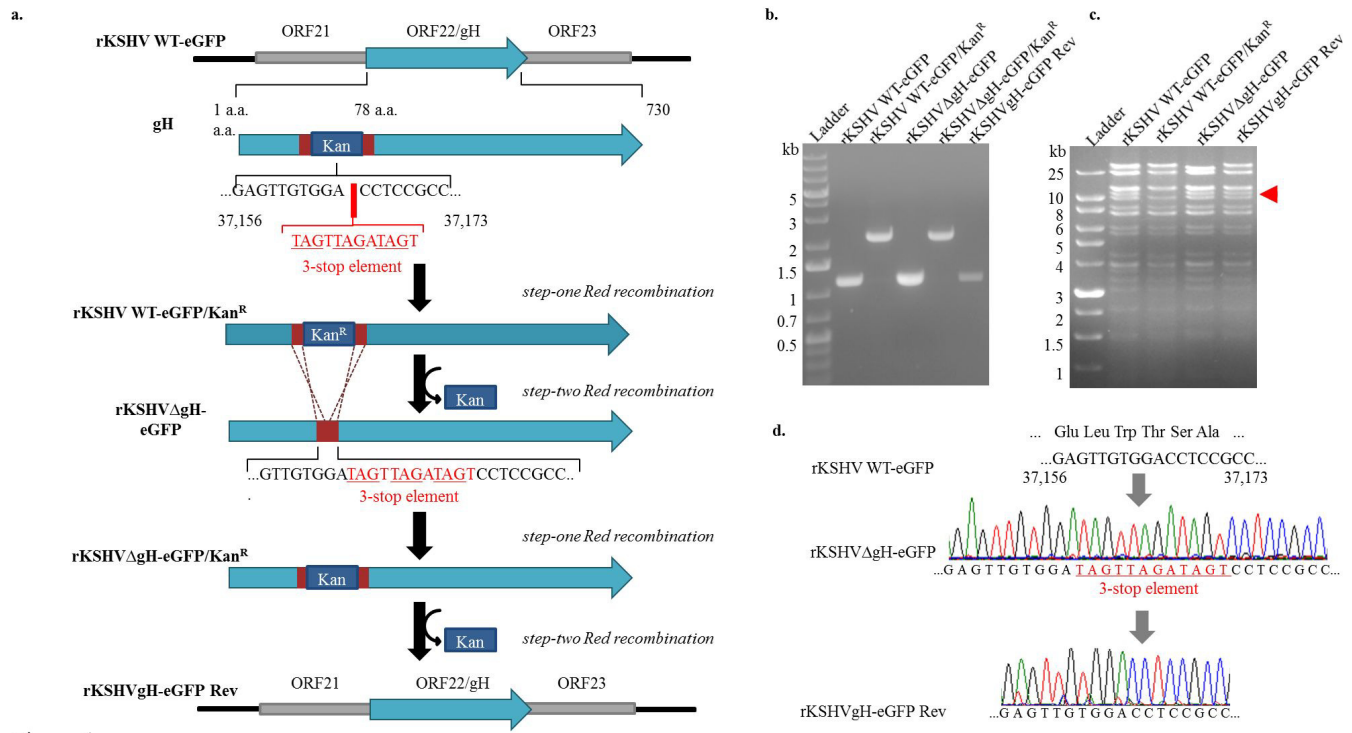 a.
rKSHV WT-eGFP
ORF21
ORF22/gH
ORF23
1 a.a.
78 a.a.
730
a.a.
gH
Kan
...GAGTTGTGGA
CCTCCGCC...
37,156
37,173
TAGTTAGATAGT
3-stop element
step-one Red recombination
rKSHV WT-eGFP/KanR
KanR
step-two Red recombination
Kan
rKSHVΔgH-
eGFP
...GTTGTGGATAGTTAGATAGTCCTCCGCC..
.
3-stop element
step-one Red recombination
rKSHVΔgH-eGFP/KanR
Kan
step-two Red recombination
Kan
rKSHVgH-eGFP Rev
ORF21
ORF22/gH
ORF23
b.
kb
Ladder
rKSHV WT-eGFP
rKSHV WT-eGFP/KanR
rKSHVΔgH-eGFP
rKSHVΔgH-eGFP/KanR
rKSHVgH-eGFP Rev
5
3
2
1.5
1
0.7
0.5
c.
kb
Ladder
rKSHV WT-eGFP
rKSHV WT-eGFP/KanR
rKSHVΔgH-eGFP
rKSHVgH-eGFP Rev
25
10
8
6
5
4
3
2
1.5
1
d.
... Glu Leu Trp Thr Ser Ala ...
rKSHV WT-eGFP
...GAGTTGTGGACCTCCGCC...
37,156
37,173
rKSHVΔgH-eGFP
...GAGTTGTGGATAGTTAGATAGTCCTCCGCC...
3-stop element
rKSHVgH-eGFP Rev
...GAGTTGTGGACCTCCGCC...